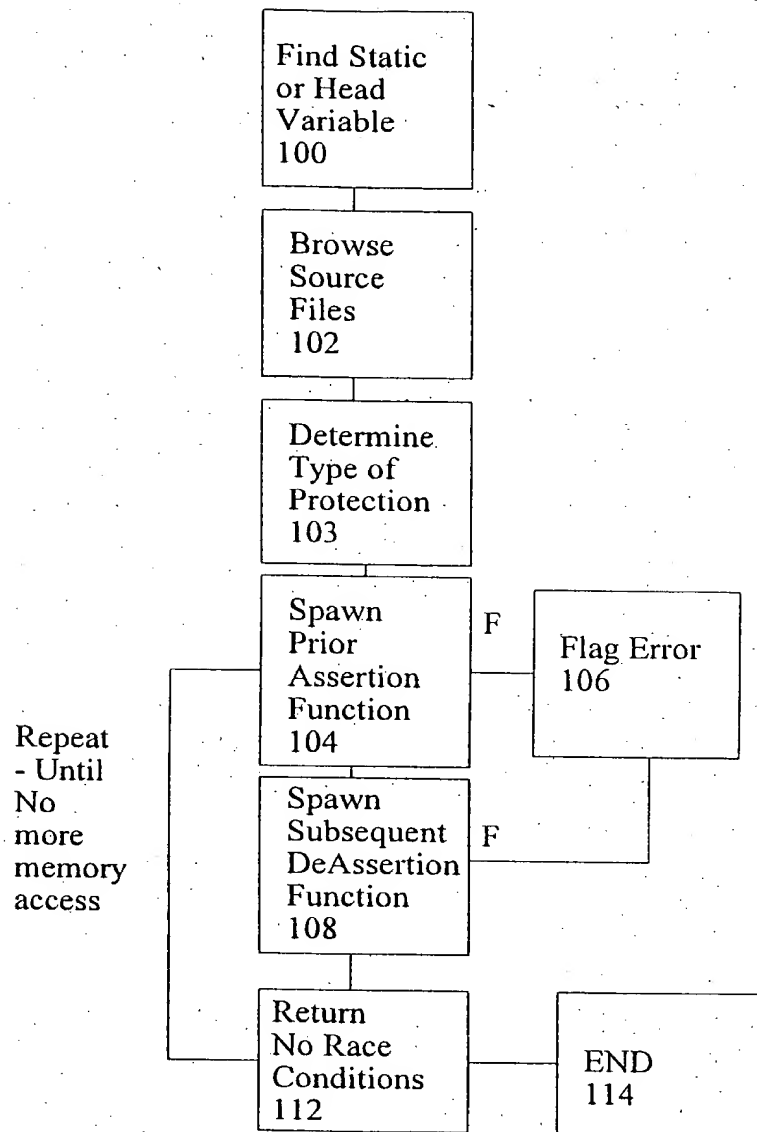 Find Static
or Head
Variable
100
Browse
Source
Files
102
Determine
Type of
Protection
103
Spawn
Prior
Assertion
Function
104
F
Flag Error
106
Repeat
- Until
No
more
memory
access
Spawn
Subsequent
DeAssertion
Function
108
F
Return
No Race
Conditions
112
END
114